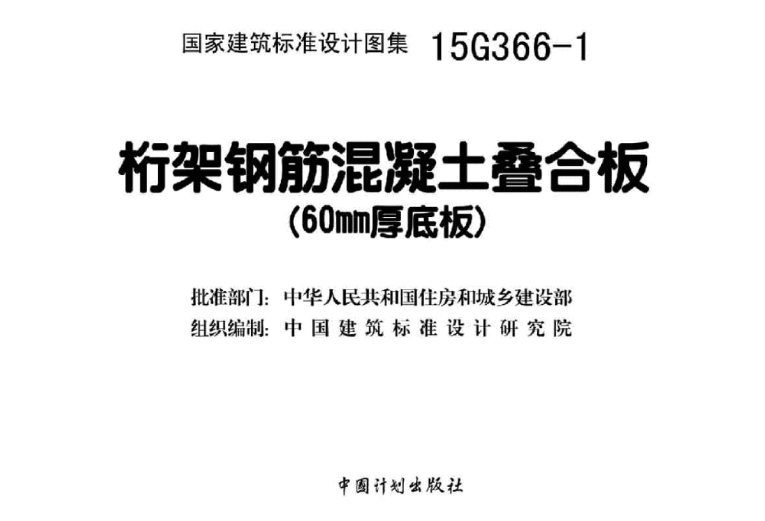 国家建筑标准设计图集 15G366-1
桁架钢筋混凝土叠合板
(60mm厚底板)
批准部门：中华人民共和国住房和城乡建设部
组织编制：中国建筑标准设计研究院
中国计划出版社